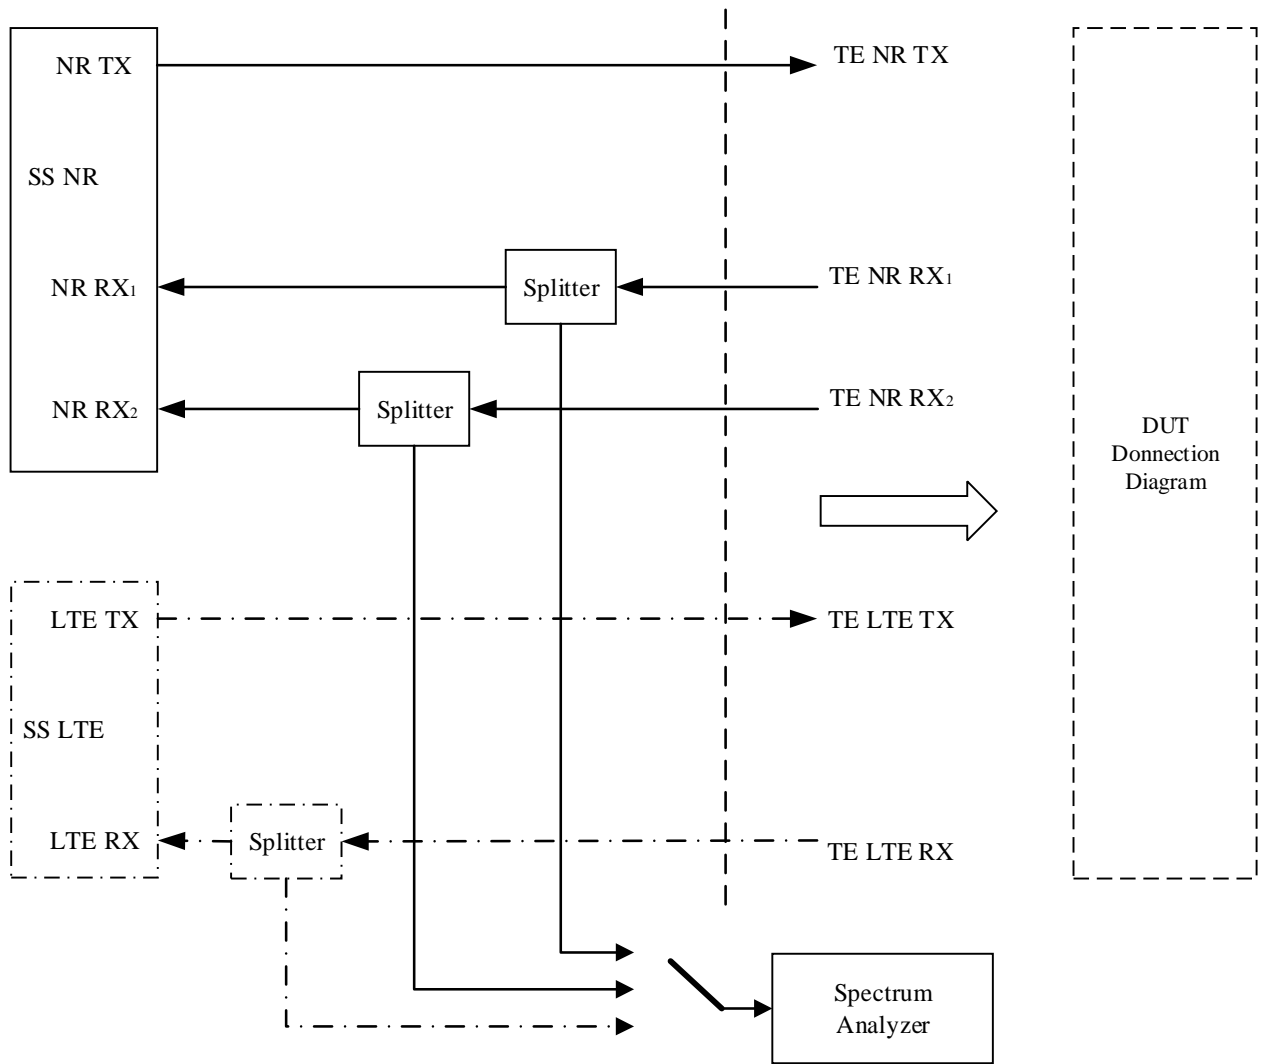 NR TX
TE NR TX
SS NR
NR RX1
Splitter
TE NR RX1
NR RX2
Splitter
TE NR RX2
DUT
Donnection
Diagram
LTE TX
TE LTE TX
SS LTE
LTE RX
Splitter
TE LTE RX
Spectrum
Analyzer